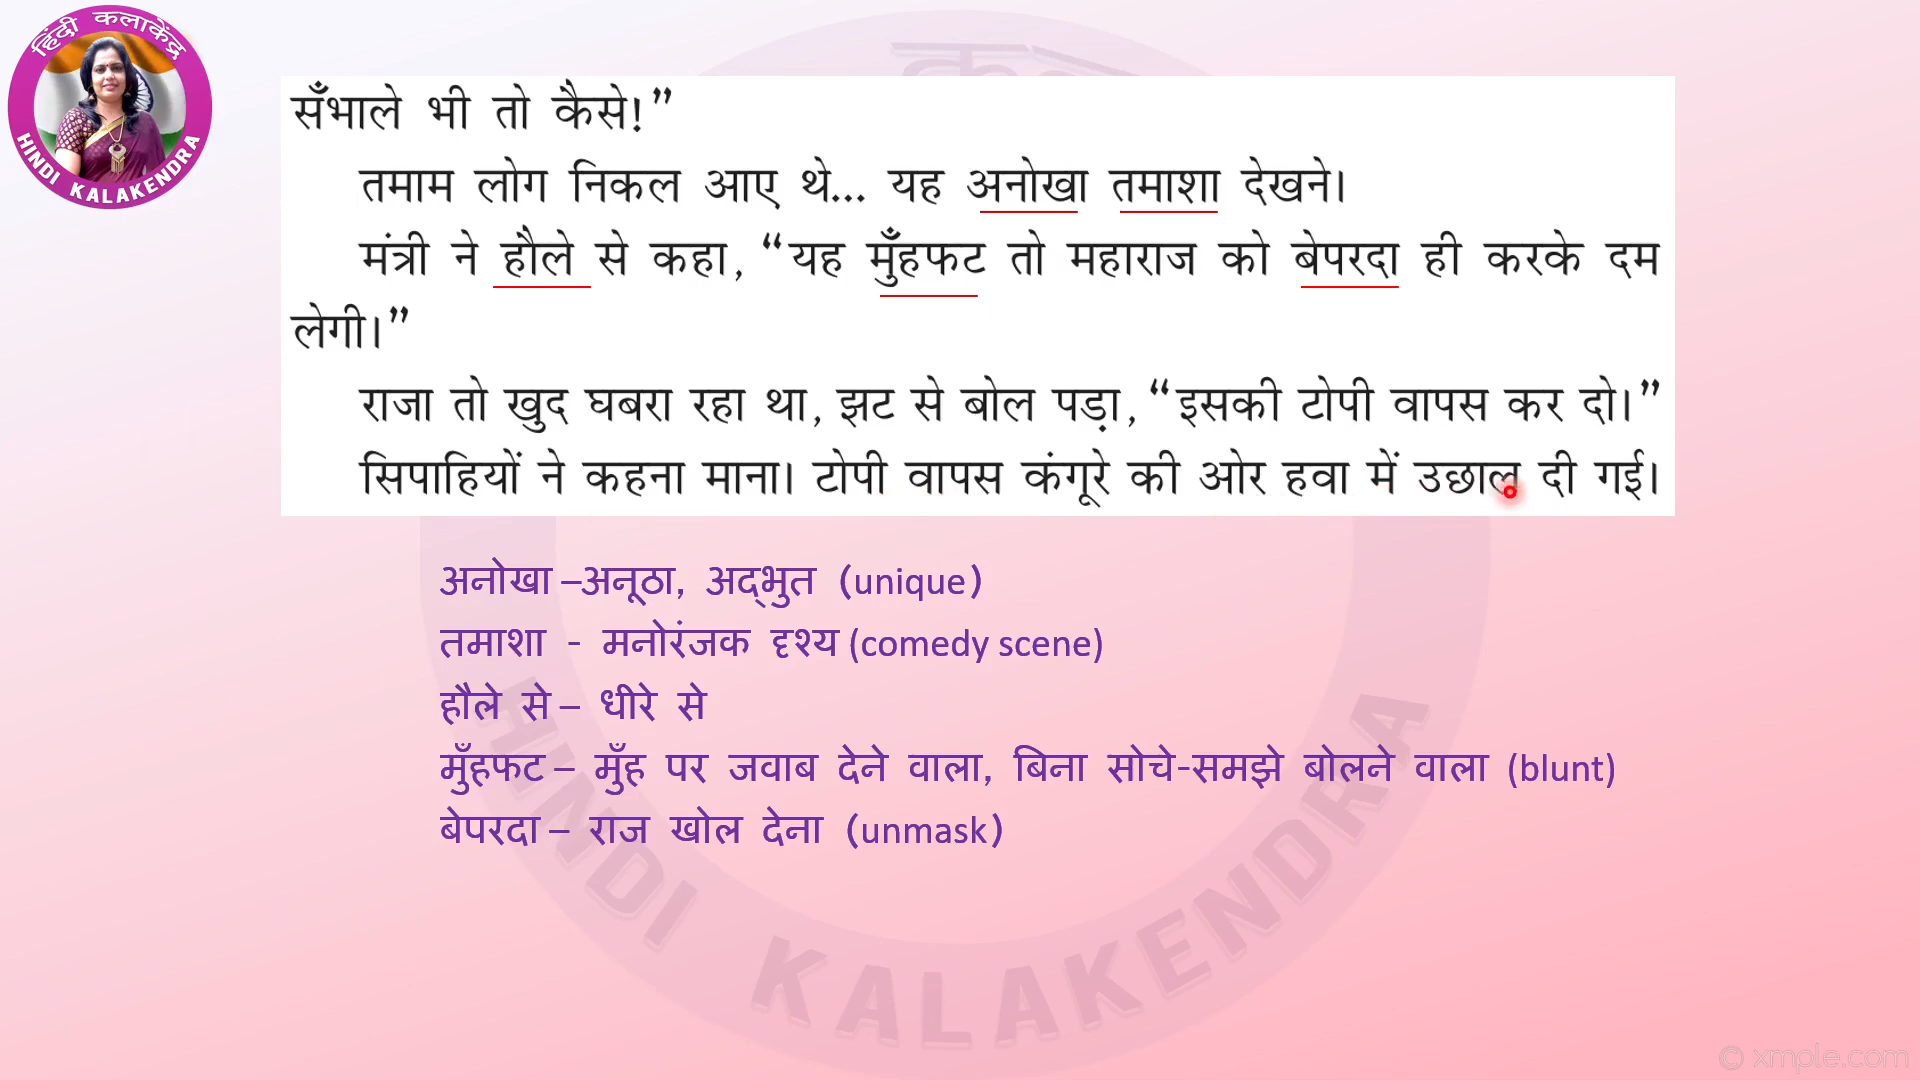 हिंदी कलाकेंद्र
HINDI KALAKENDRA
सँभाले भी तो कैसे!”
तमाम लोग निकल आए थे... यह अनोखा तमाशा देखने।
मंत्री ने हौले से कहा, “यह मुँहफट तो महाराज को बेपरदा ही करके दम
लेगी।”
राजा तो खुद घबरा रहा था, झट से बोल पड़ा, “इसकी टोपी वापस कर दो।”
सिपाहियों ने कहना माना। टोपी वापस कंगूरे की ओर हवा में उछाल दी गई।
अनोखा –अनूठा, अद्‌भुत (unique)
तमाशा - मनोरंजक दृश्य (comedy scene)
हौले से – धीरे से
मुँहफट – मुँह पर जवाब देने वाला, बिना सोचे-समझे बोलने वाला (blunt)
बेपरदा – राज खोल देना (unmask)
HINDI KALAKENDRA
© xmple.com